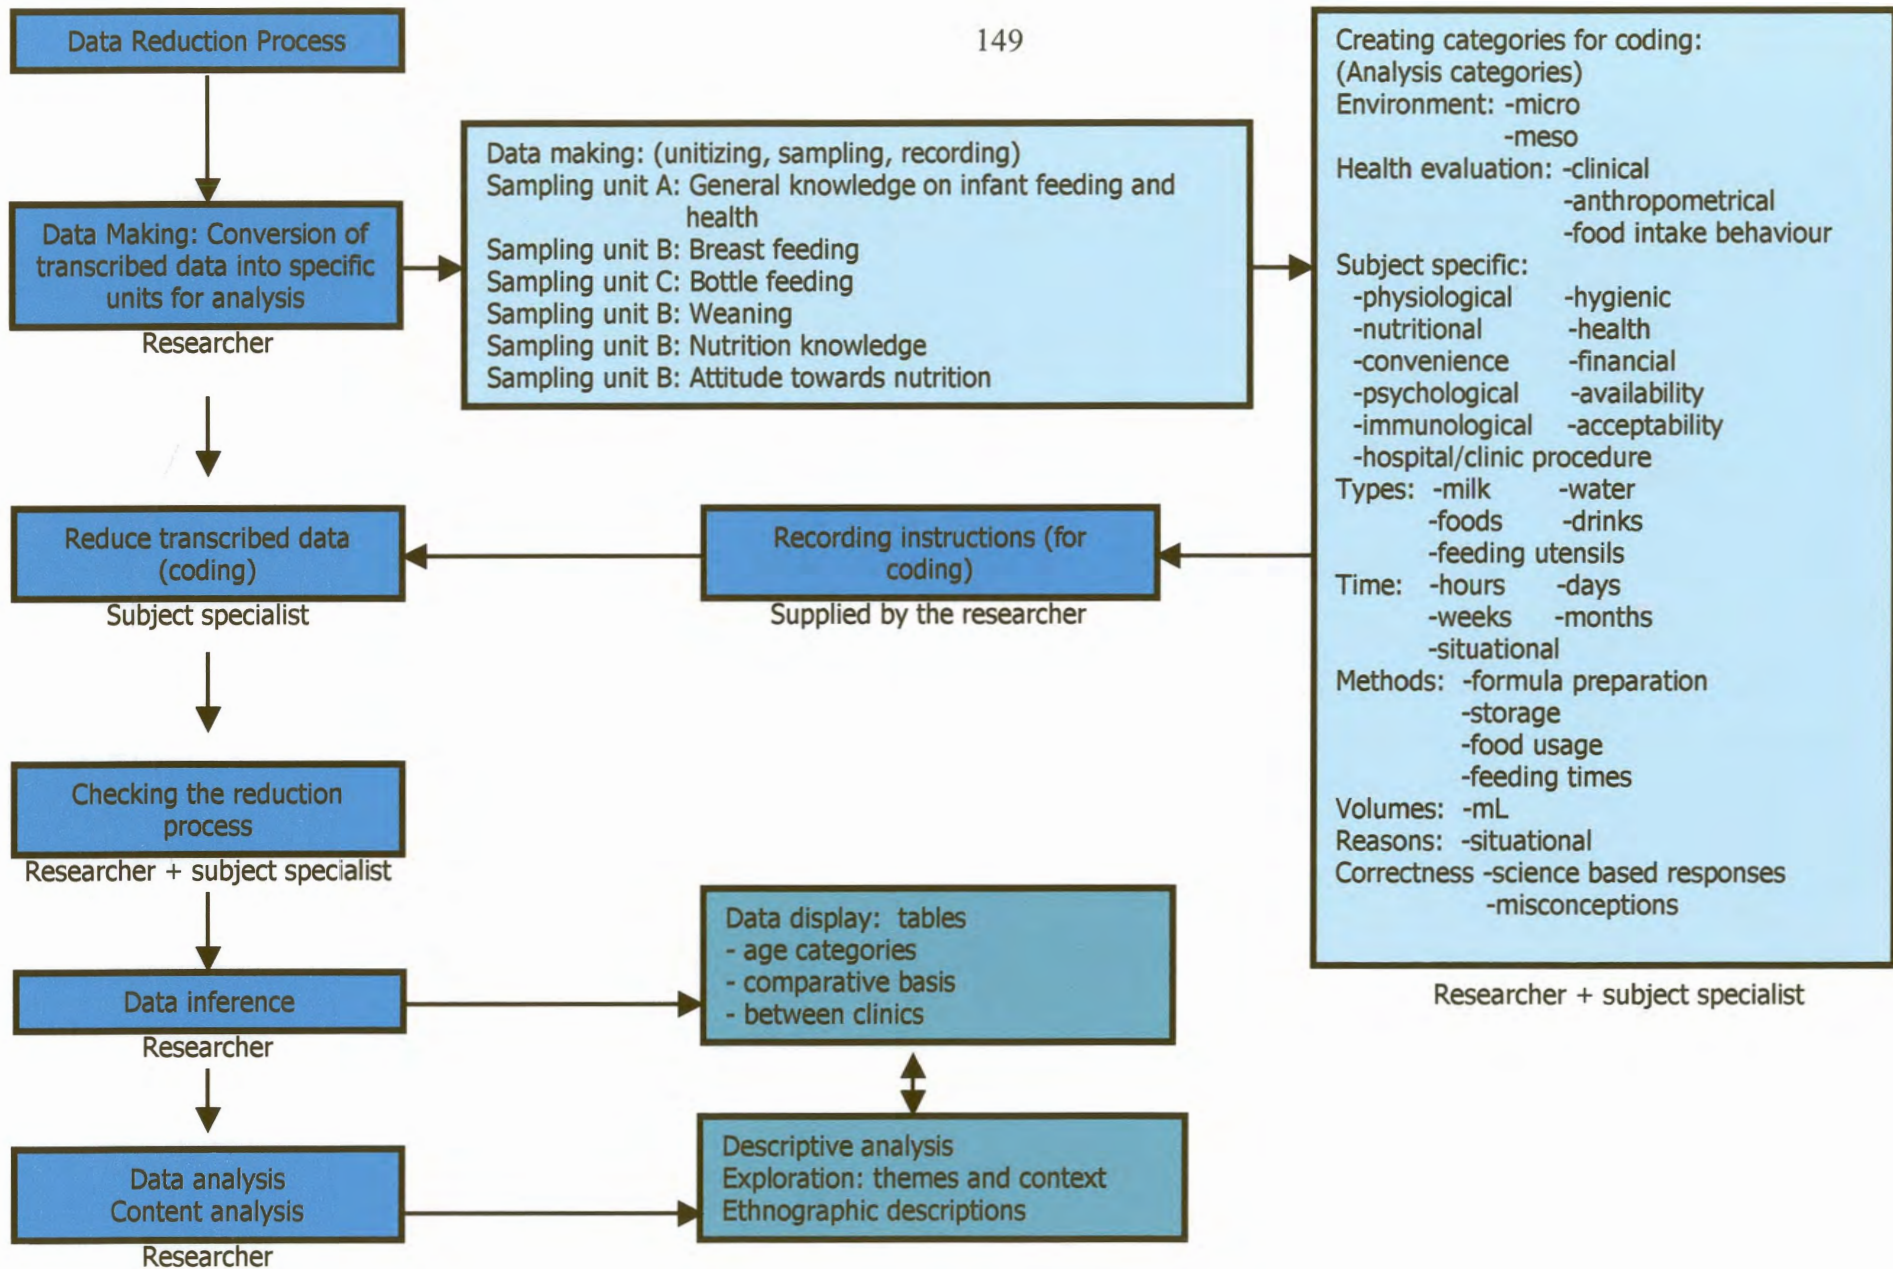 149
Data Reduction Process
Data Making: Conversion of
transcribed data into specific
units for analysis
Researcher
Data making: (unitizing, sampling, recording)
Sampling unit A: General knowledge on infant feeding and
health
Sampling unit B: Breast feeding
Sampling unit C: Bottle feeding
Sampling unit B: Weaning
Sampling unit B: Nutrition knowledge
Sampling unit B: Attitude towards nutrition
Creating categories for coding:
(Analysis categories)
Environment: -micro
-meso
Health evaluation: -clinical
-anthropometrical
-food intake behaviour
Subject specific:
-physiological -hygienic
-nutritional -health
-convenience -financial
-psychological -availability
-immunological -acceptability
-hospital/clinic procedure
Types: -milk -water
-foods -drinks
-feeding utensils
Time: -hours -days
-weeks -months
-situational
Methods: -formula preparation
-storage
-food usage
-feeding times
Volumes: -mL
Reasons: -situational
Correctness -science based responses
-misconceptions
Researcher + subject specialist
Recording instructions (for
coding)
Supplied by the researcher
Reduce transcribed data
(coding)
Subject specialist
Checking the reduction
process
Researcher + subject specialist
Data inference
Researcher
Data display: tables
- age categories
- comparative basis
- between clinics
Data analysis
Content analysis
Researcher
Descriptive analysis
Exploration: themes and context
Ethnographic descriptions